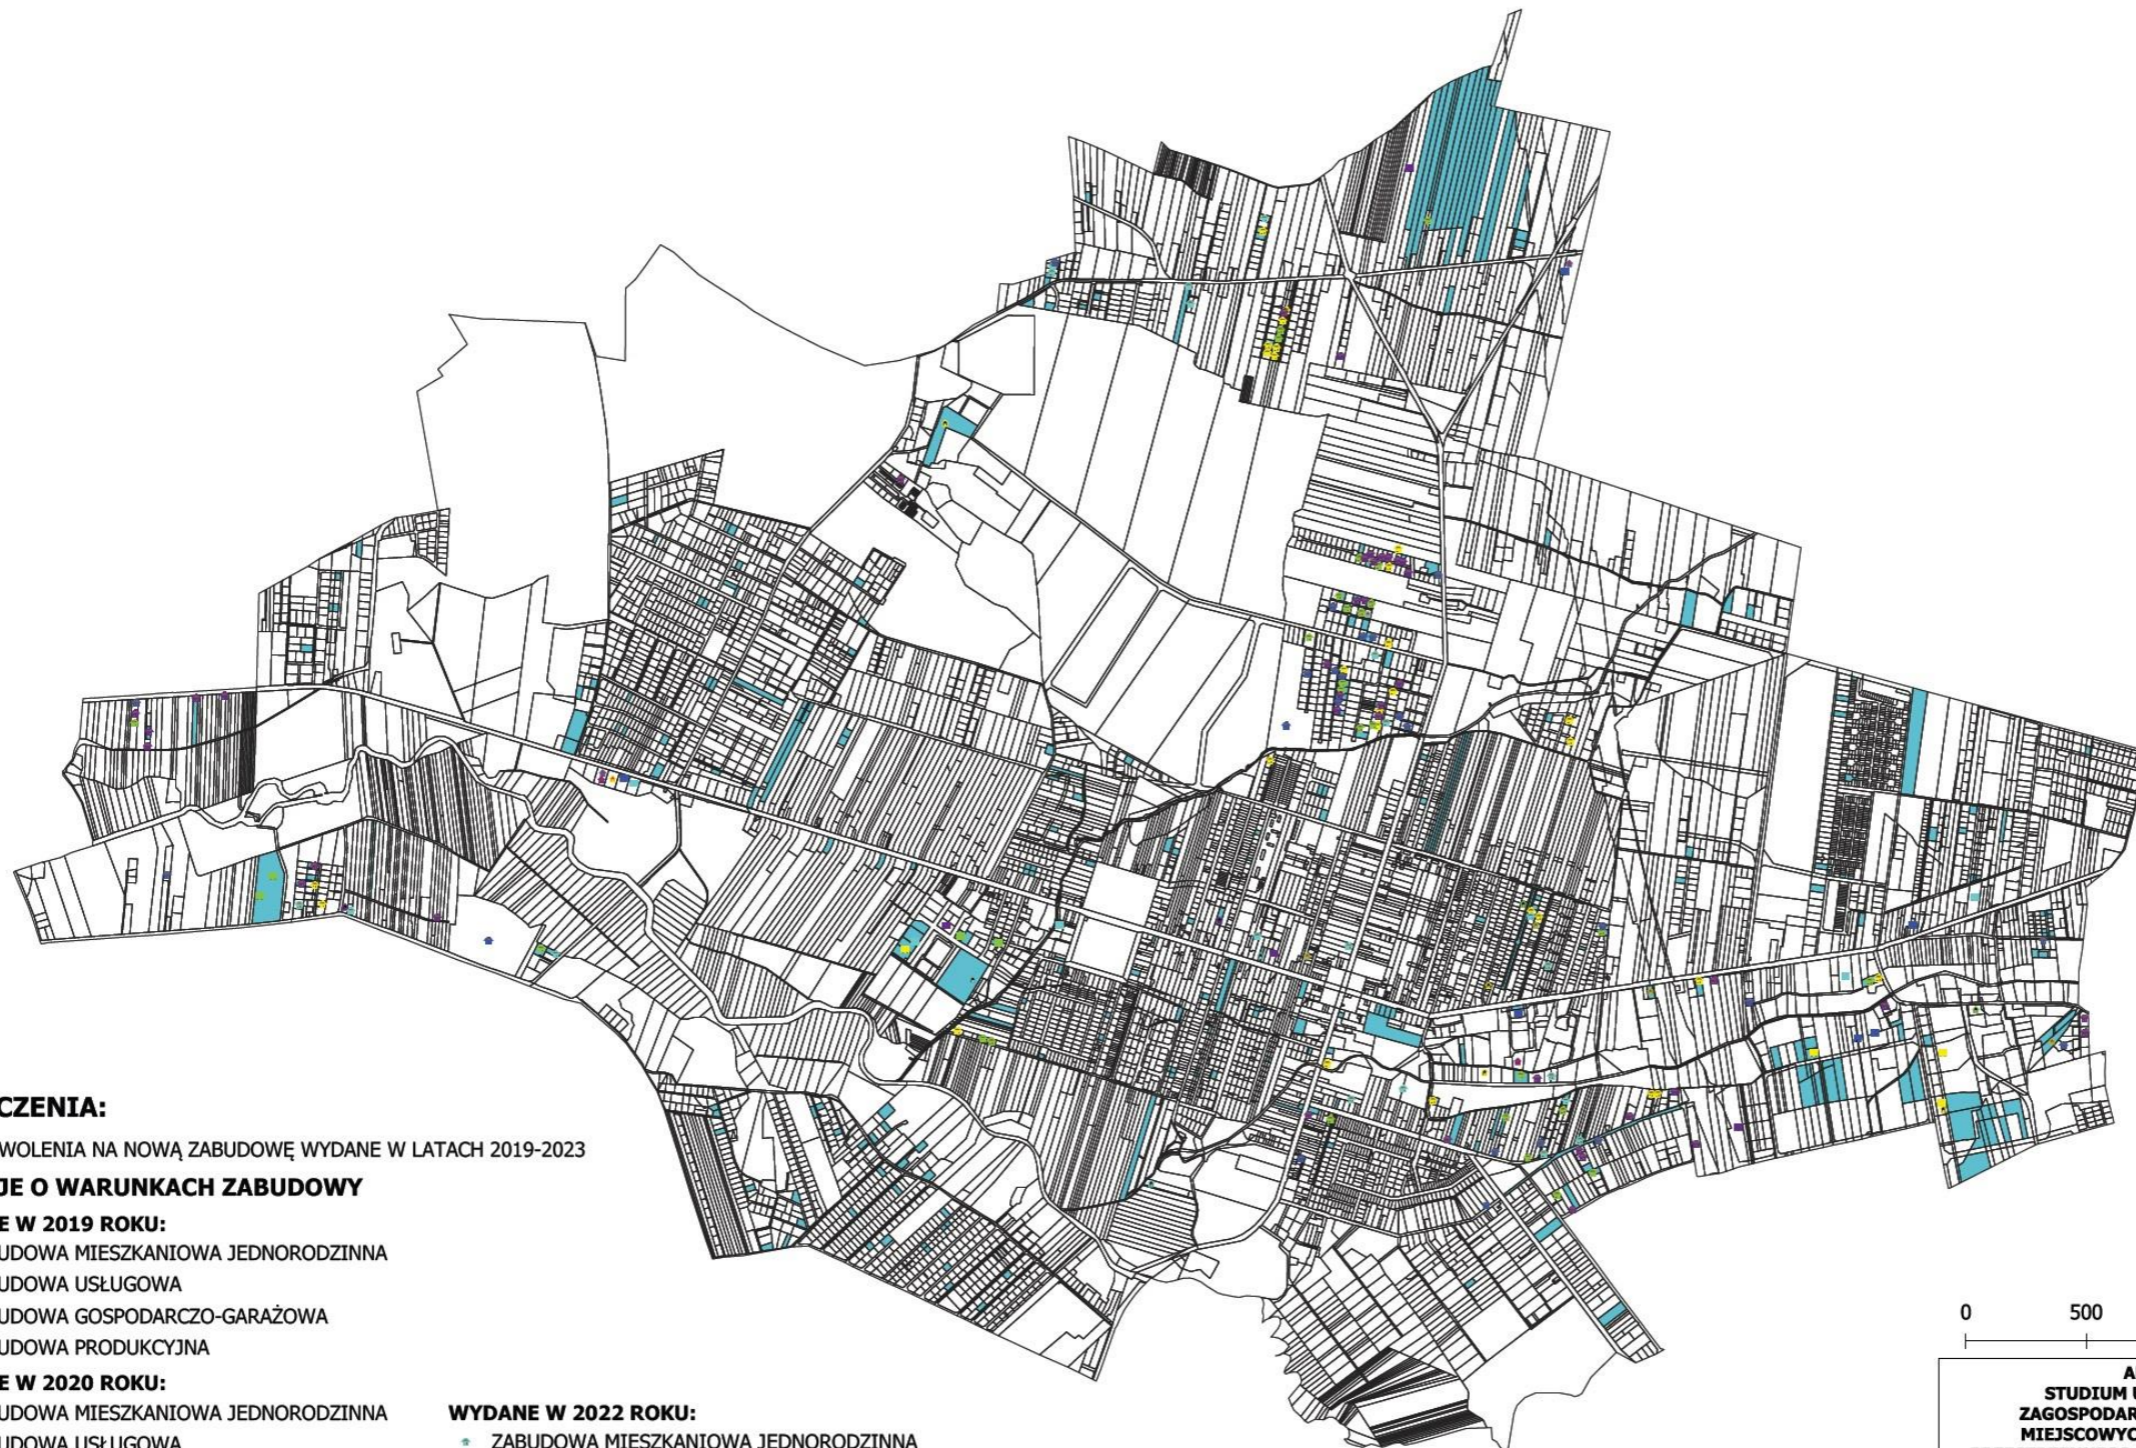 CZENIA:
WOLENIA NA NOWĄ ZABUDOWĘ WYDANE W LATACH 2019-2023
JE O WARUNKACH ZABUDOWY
E W 2019 ROKU:
UDOWA MIESZKANIOWA JEDNORODZINNA
UDOWA USŁUGOWA
UDOWA GOSPODARCZO-GARAŻOWA
UDOWA PRODUKCYJNA
E W 2020 ROKU:
UDOWA MIESZKANIOWA JEDNORODZINNA
UDOWA USŁUGOWA
WYDANE W 2022 ROKU:
ZABUDOWA MIESZKANIOWA JEDNORODZINNA
0 500
A
STUDIUM U
ZAGOSPODAR
MIEJSCOWYC